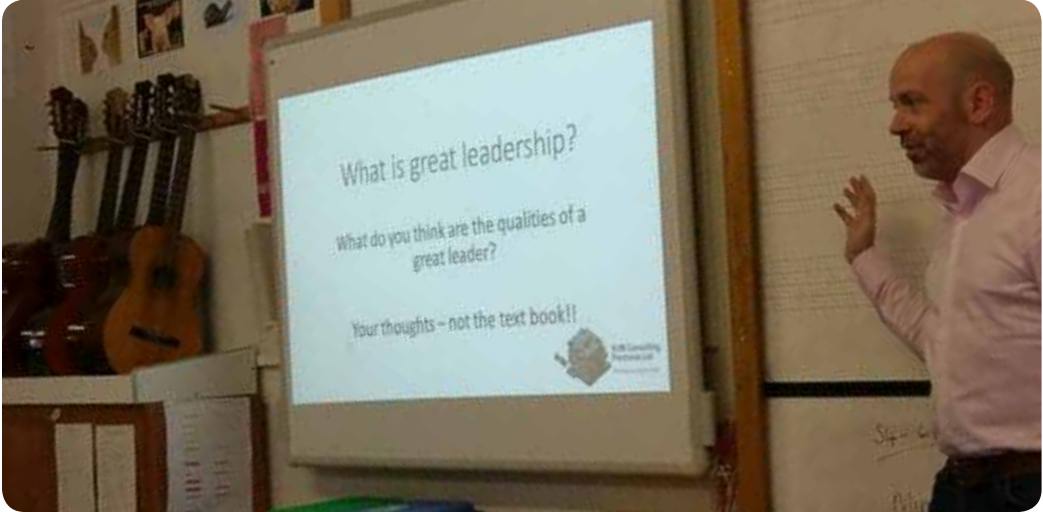 What is great leadership?
What do you think are the qualities of a
great leader?
Your thoughts – not the text book!!
Consulting